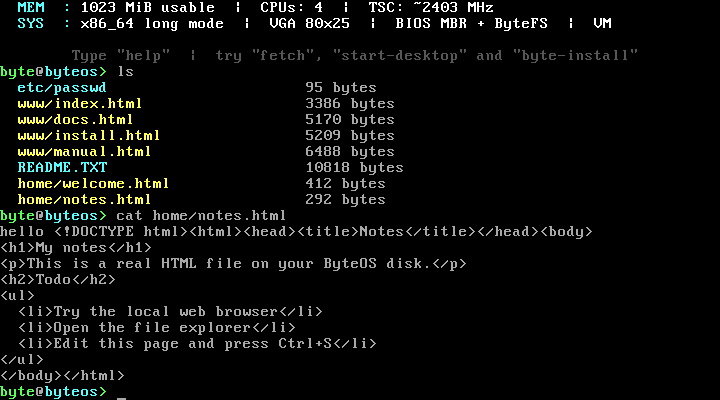 MEM  : 1023 MiB usable  ¦  CPUs: 4  ¦  TSC: ~2403 MHz
SYS  : x86_64 long mode  ¦  VGA 80x25  ¦  BIOS MBR + ByteFS  ¦  VM
Type "help"  ¦  try "fetch", "start-desktop" and "byte-install"
byte@byteos> ls
etc/passwd                      95 bytes
www/index.html                  3386 bytes
www/docs.html                   5170 bytes
www/install.html                5209 bytes
www/manual.html                 6488 bytes
README.TXT                      10818 bytes
home/welcome.html               412 bytes
home/notes.html                 292 bytes
byte@byteos> cat home/notes.html
hello <!DOCTYPE html><html><head><title>Notes</title></head><body>
<h1>My notes</h1>
<p>This is a real HTML file on your ByteOS disk.</p>
<h2>Todo</h2>
<ul>
  <li>Try the local web browser</li>
  <li>Open the file explorer</li>
  <li>Edit this page and press Ctrl+S</li>
</ul>
</body></html>
byte@byteos> _